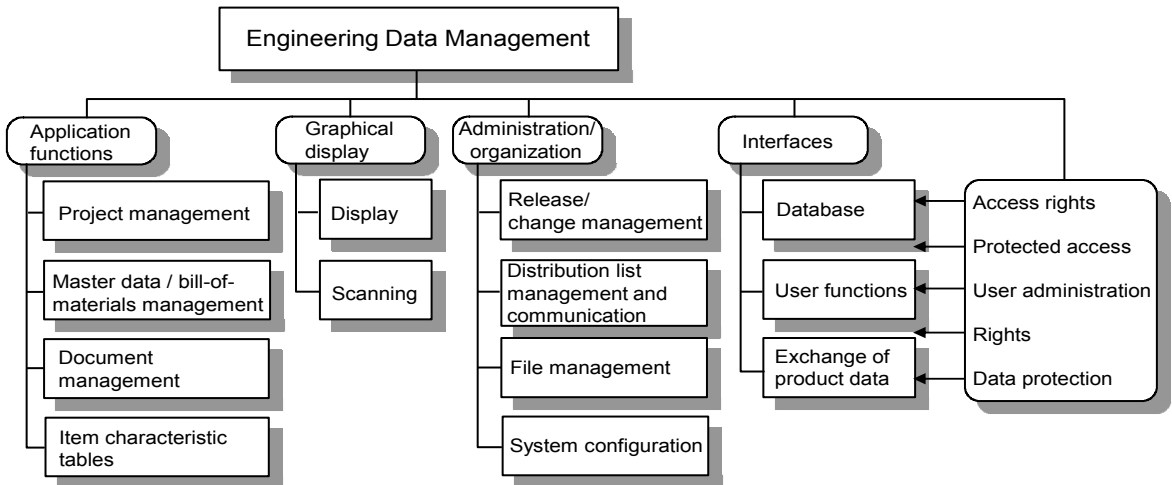 Engineering Data Management
Application
functions
Project management
Master data / bill-of-
materials management
Document
management
Item characteristic
tables
Graphical
display
Display
Scanning
Administration/
organization
Release/
change management
Distribution list
management and
communication
File management
System configuration
Interfaces
Database
User functions
Exchange of
product data
Access rights
Protected access
User administration
Rights
Data protection